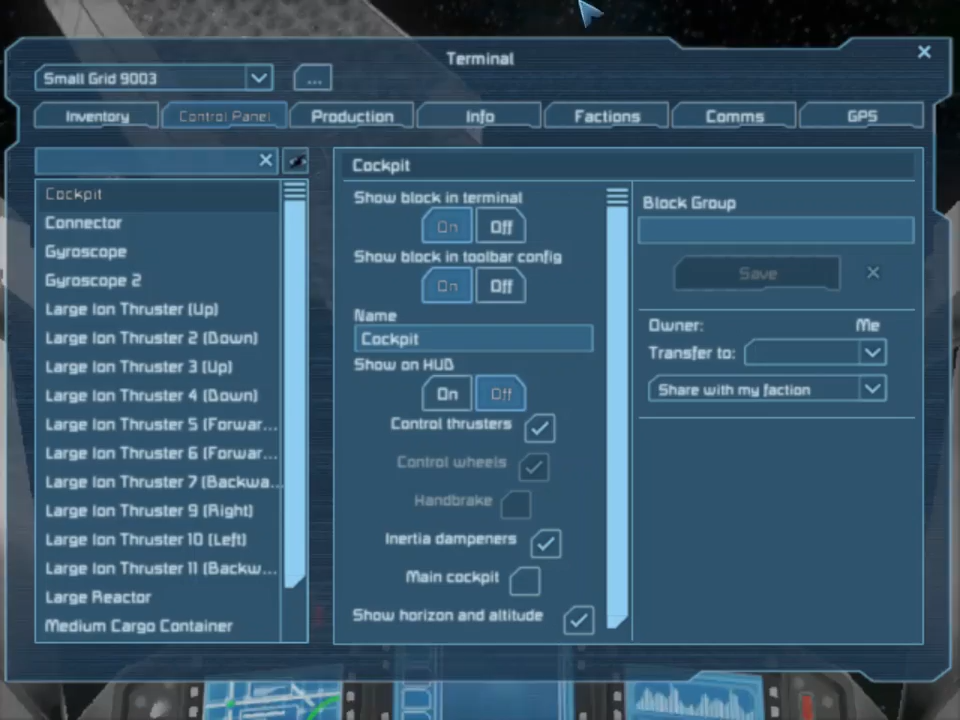 Terminal
Small Grid 9003
...
Inventory
Control Panel
Production
Info
Factions
Comms
GPS
Cockpit
Connector
Gyroscope
Gyroscope 2
Large Ion Thruster (Up)
Large Ion Thruster 2 (Down)
Large Ion Thruster 3 (Up)
Large Ion Thruster 4 (Down)
Large Ion Thruster 5 (Forwar...
Large Ion Thruster 6 (Forwar...
Large Ion Thruster 7 (Backwa...
Large Ion Thruster 9 (Right)
Large Ion Thruster 10 (Left)
Large Ion Thruster 11 (Backw...
Large Reactor
Medium Cargo Container
Cockpit
Show block in terminal
On Off
Show block in toolbar config
On Off
Name
Cockpit
Show on HUD
On Off
Control thrusters
Control wheels
Handbrake
Inertia dampeners
Main cockpit
Show horizon and altitude
Block Group
Save
Owner: Me
Transfer to:
Share with my faction